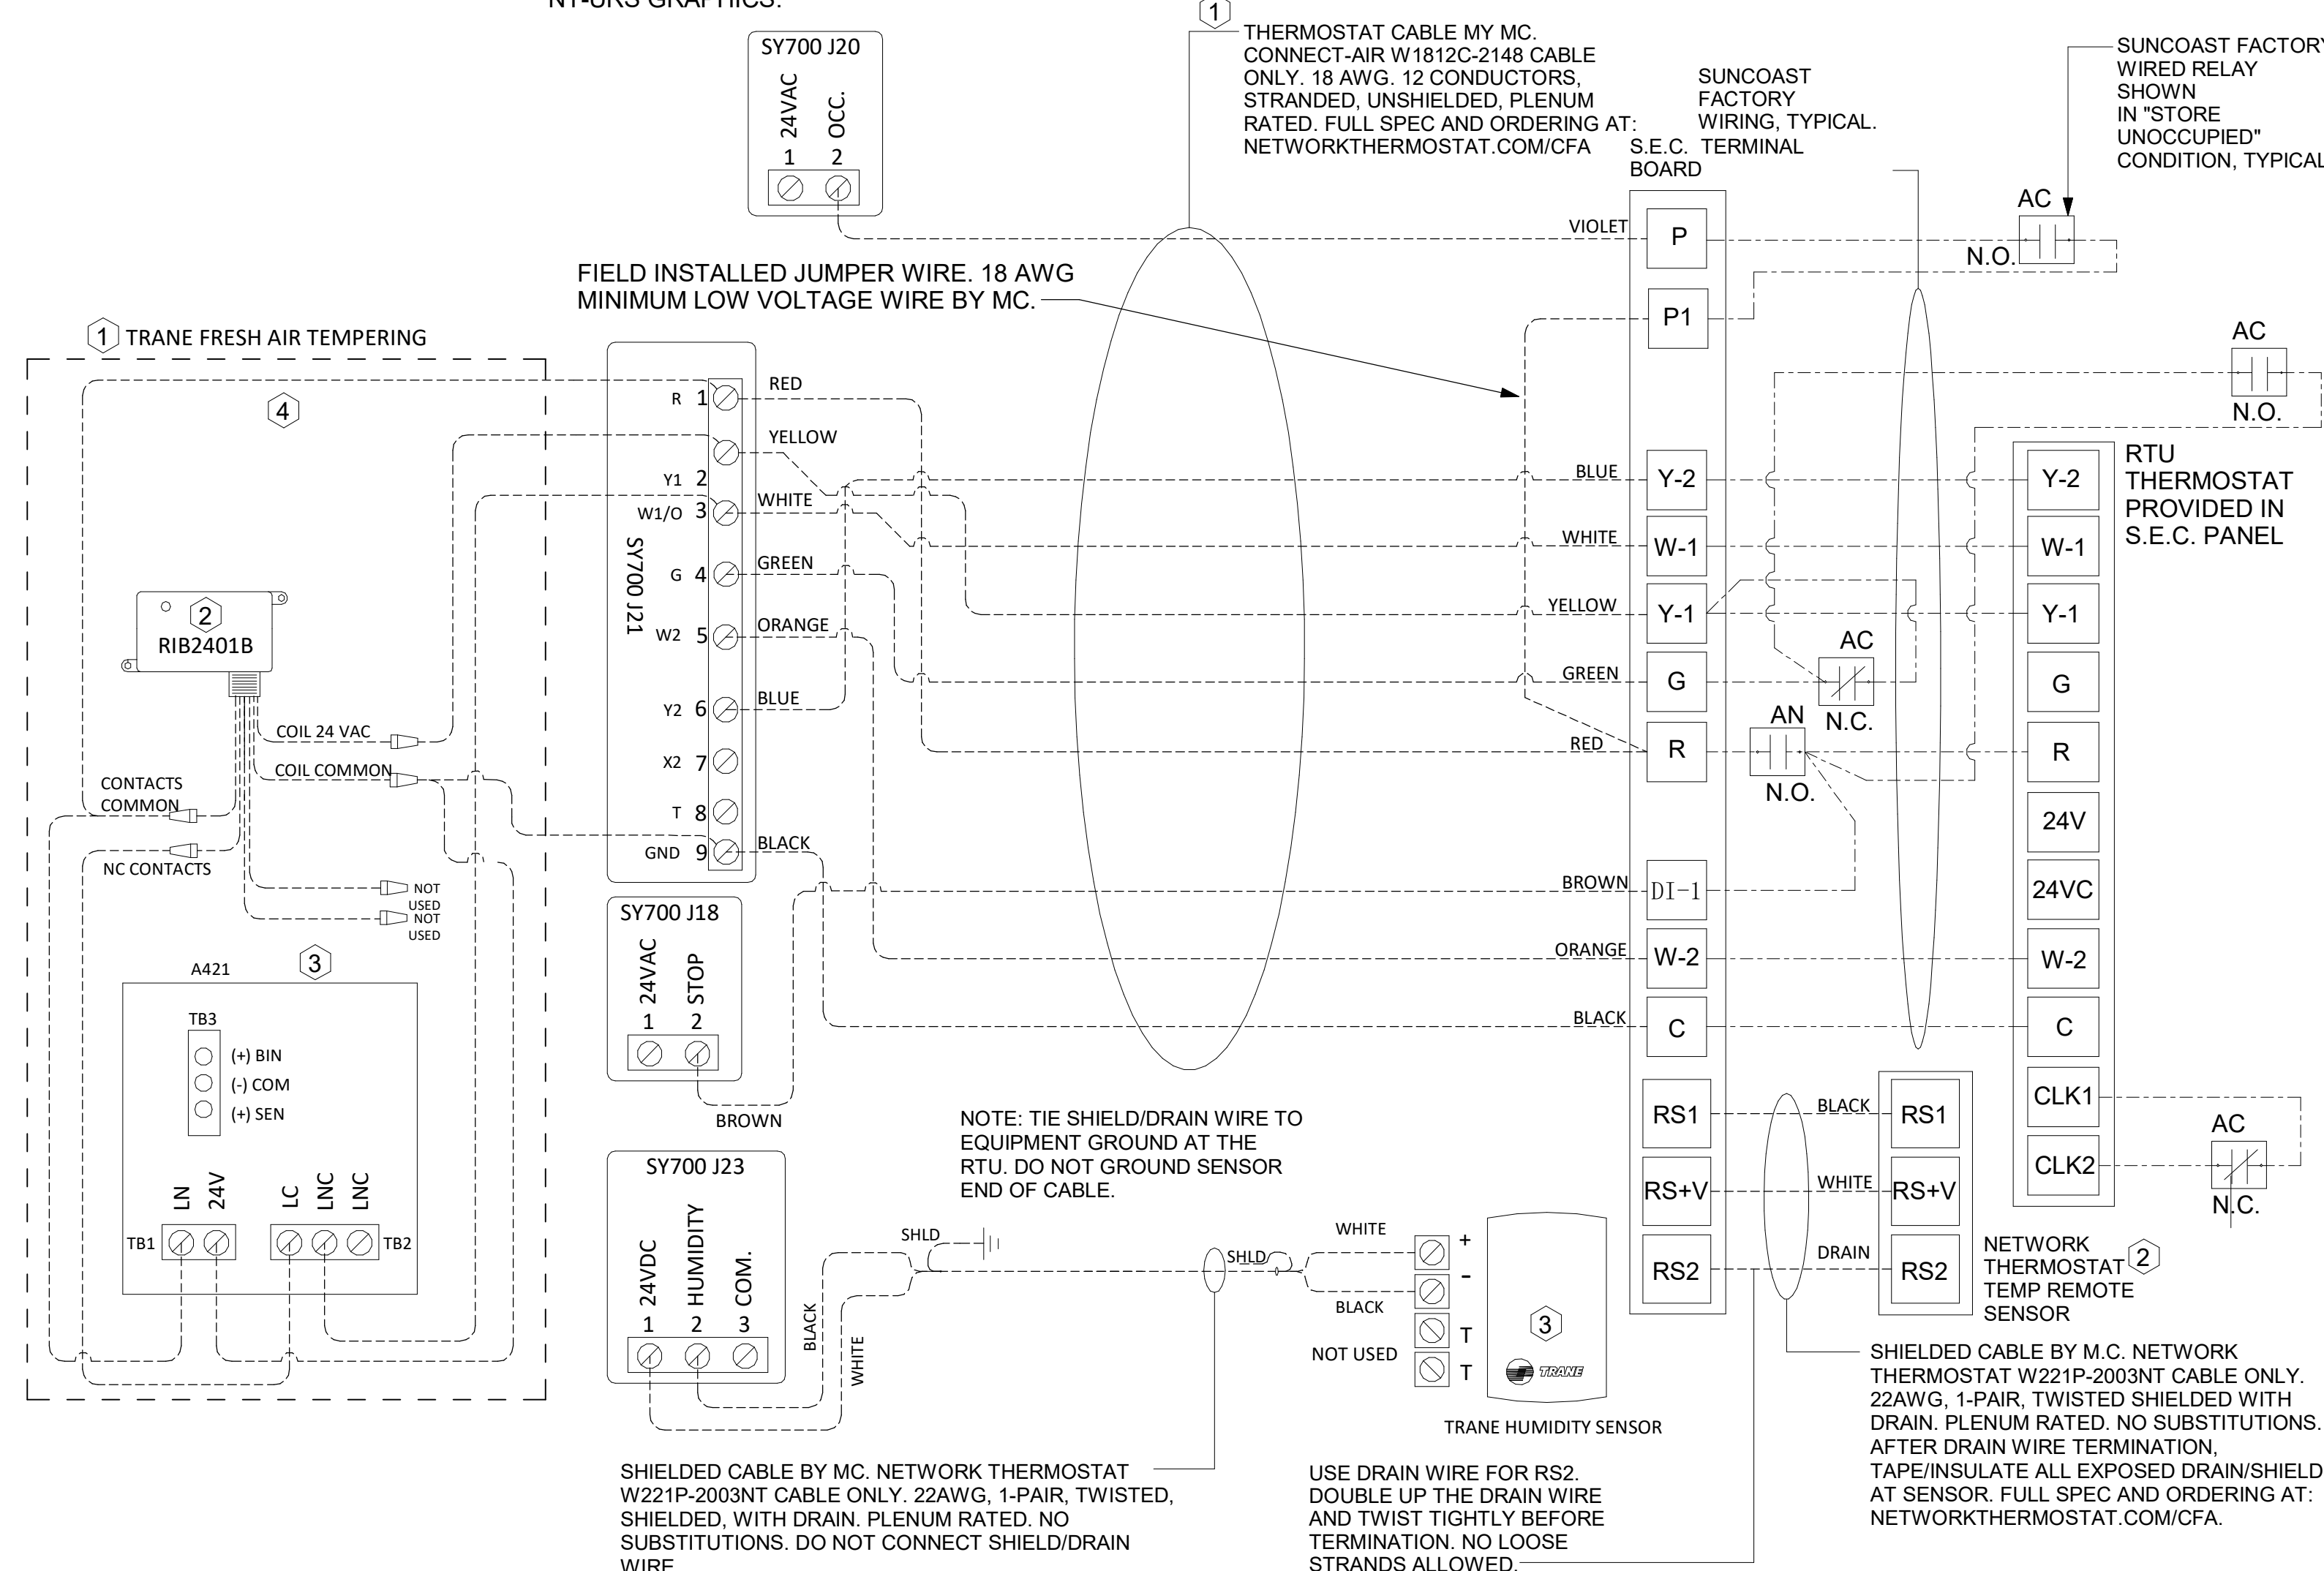 NT-URS GRAPHICS.
SY700 J20
24VAC
OCC.
1
2
1
THERMOSTAT CABLE MY MC.
CONNECT-AIR W1812C-2148 CABLE
ONLY. 18 AWG. 12 CONDUCTORS,
STRANDED, UNSHIELDED, PLENUM
RATED. FULL SPEC AND ORDERING AT:
NETWORKTHERMOSTAT.COM/CFA
SUNCOAST
FACTORY
WIRING, TYPICAL.
S.E.C. TERMINAL
BOARD
SUNCOAST FACTORY
WIRED RELAY
SHOWN
IN "STORE
UNOCCUPIED"
CONDITION, TYPICAL
AC
N.O.
VIOLET
P
P1
FIELD INSTALLED JUMPER WIRE. 18 AWG
MINIMUM LOW VOLTAGE WIRE BY MC.
AC
N.O.
1
TRANE FRESH AIR TEMPERING
4
2
RIB2401B
COIL 24 VAC
COIL COMMON
CONTACTS
COMMON
NC CONTACTS
NOT
USED
NOT
USED
A421
3
TB3
(+) BIN
(-) COM
(+) SEN
LN
24V
LC
LNC
LNC
TB1
TB2
SY700 J21
R 1
RED
YELLOW
Y1 2
W1/O 3
WHITE
G 4
GREEN
W2 5
ORANGE
Y2 6
BLUE
X2 7
T 8
GND 9
BLACK
SY700 J18
24VAC
STOP
1
2
BROWN
SY700 J23
24VDC
HUMIDITY
COM.
1
2
3
BLACK
WHITE
NOTE: TIE SHIELD/DRAIN WIRE TO
EQUIPMENT GROUND AT THE
RTU. DO NOT GROUND SENSOR
END OF CABLE.
SHLD
SHLD
WHITE
BLACK
NOT USED
+
-
T
T
3
TRANE
TRANE HUMIDITY SENSOR
BLUE
Y-2
WHITE
W-1
YELLOW
Y-1
GREEN
G
RED
R
BROWN
DI-1
ORANGE
W-2
BLACK
C
RS1
RS+V
RS2
AC
N.C.
AN
N.O.
RTU
THERMOSTAT
PROVIDED IN
S.E.C. PANEL
Y-2
W-1
Y-1
G
R
24V
24VC
W-2
C
CLK1
CLK2
AC
N.C.
BLACK
WHITE
DRAIN
RS1
RS+V
RS2
NETWORK
THERMOSTAT
TEMP REMOTE
SENSOR
2
SHIELDED CABLE BY M.C. NETWORK
THERMOSTAT W221P-2003NT CABLE ONLY.
22AWG, 1-PAIR, TWISTED SHIELDED WITH
DRAIN. PLENUM RATED. NO SUBSTITUTIONS.
AFTER DRAIN WIRE TERMINATION,
TAPE/INSULATE ALL EXPOSED DRAIN/SHIELD
AT SENSOR. FULL SPEC AND ORDERING AT:
NETWORKTHERMOSTAT.COM/CFA.
SHIELDED CABLE BY MC. NETWORK THERMOSTAT
W221P-2003NT CABLE ONLY. 22AWG, 1-PAIR, TWISTED,
SHIELDED, WITH DRAIN. PLENUM RATED. NO
SUBSTITUTIONS. DO NOT CONNECT SHIELD/DRAIN
WIRE
USE DRAIN WIRE FOR RS2.
DOUBLE UP THE DRAIN WIRE
AND TWIST TIGHTLY BEFORE
TERMINATION. NO LOOSE
STRANDS ALLOWED.